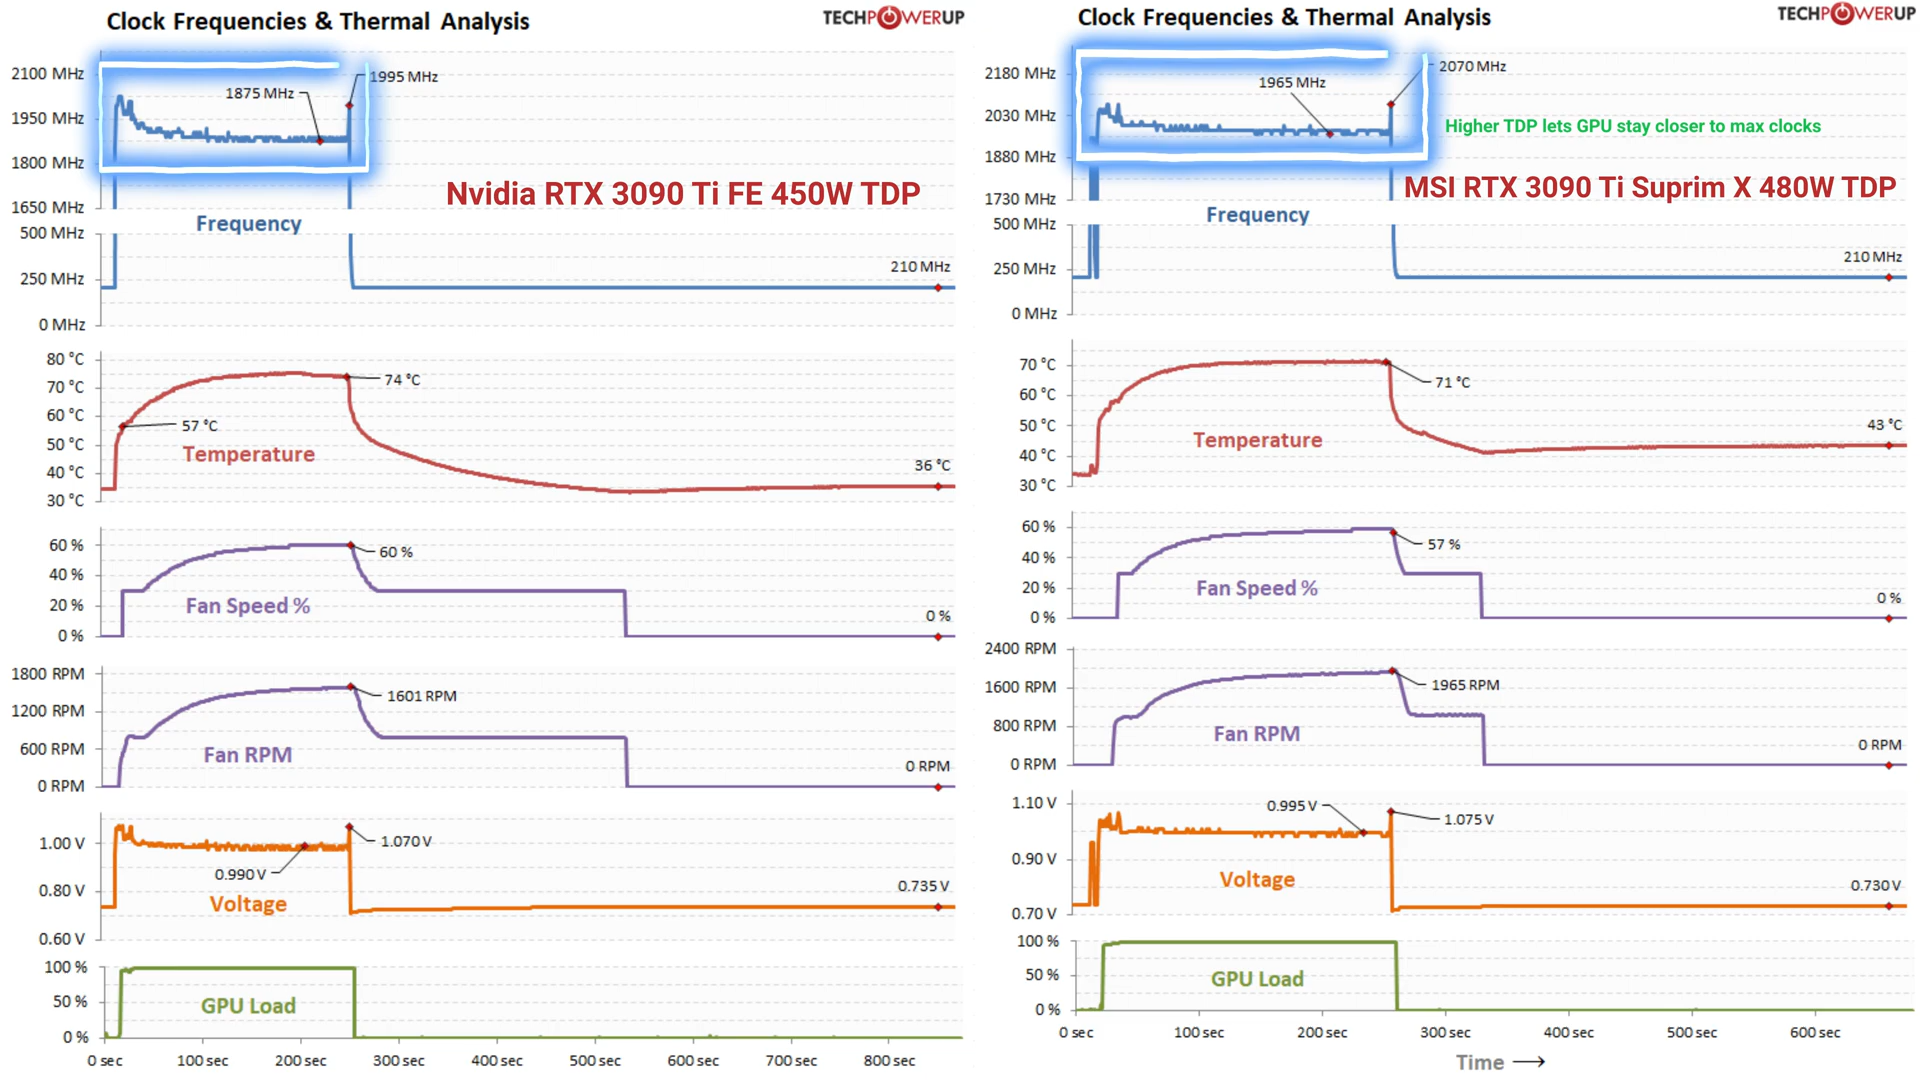 Clock Frequencies & Thermal Analysis
TECHPOWERUP
2100 MHz
1950 MHz
1800 MHz
1650 MHz
500 MHz
250 MHz
0 MHz
1995 MHz
1875 MHz
Nvidia RTX 3090 Ti FE 450W TDP
Frequency
210 MHz
80 °C
70 °C
60 °C
50 °C
40 °C
30 °C
74 °C
57 °C
Temperature
36 °C
60 %
40 %
20 %
0 %
60 %
Fan Speed %
0 %
1800 RPM
1200 RPM
600 RPM
0 RPM
1601 RPM
Fan RPM
0 RPM
1.00 V
0.80 V
0.60 V
1.070 V
0.990 V
Voltage
0.735 V
100 %
50 %
0 %
GPU Load
0 sec 100 sec 200 sec 300 sec 400 sec 500 sec 600 sec 700 sec 800 sec
Clock Frequencies & Thermal Analysis
TECHPOWERUP
2180 MHz
2030 MHz
1880 MHz
1730 MHz
500 MHz
250 MHz
0 MHz
2070 MHz
1965 MHz
Higher TDP lets GPU stay closer to max clocks
MSI RTX 3090 Ti Suprim X 480W TDP
Frequency
210 MHz
70 °C
60 °C
50 °C
40 °C
30 °C
71 °C
Temperature
43 °C
60 %
40 %
20 %
0 %
57 %
Fan Speed %
0 %
2400 RPM
1600 RPM
800 RPM
0 RPM
1965 RPM
Fan RPM
0 RPM
1.10 V
0.90 V
0.70 V
0.995 V
1.075 V
Voltage
0.730 V
100 %
50 %
0 %
GPU Load
0 sec 100 sec 200 sec 300 sec 400 sec 500 sec 600 sec
Time